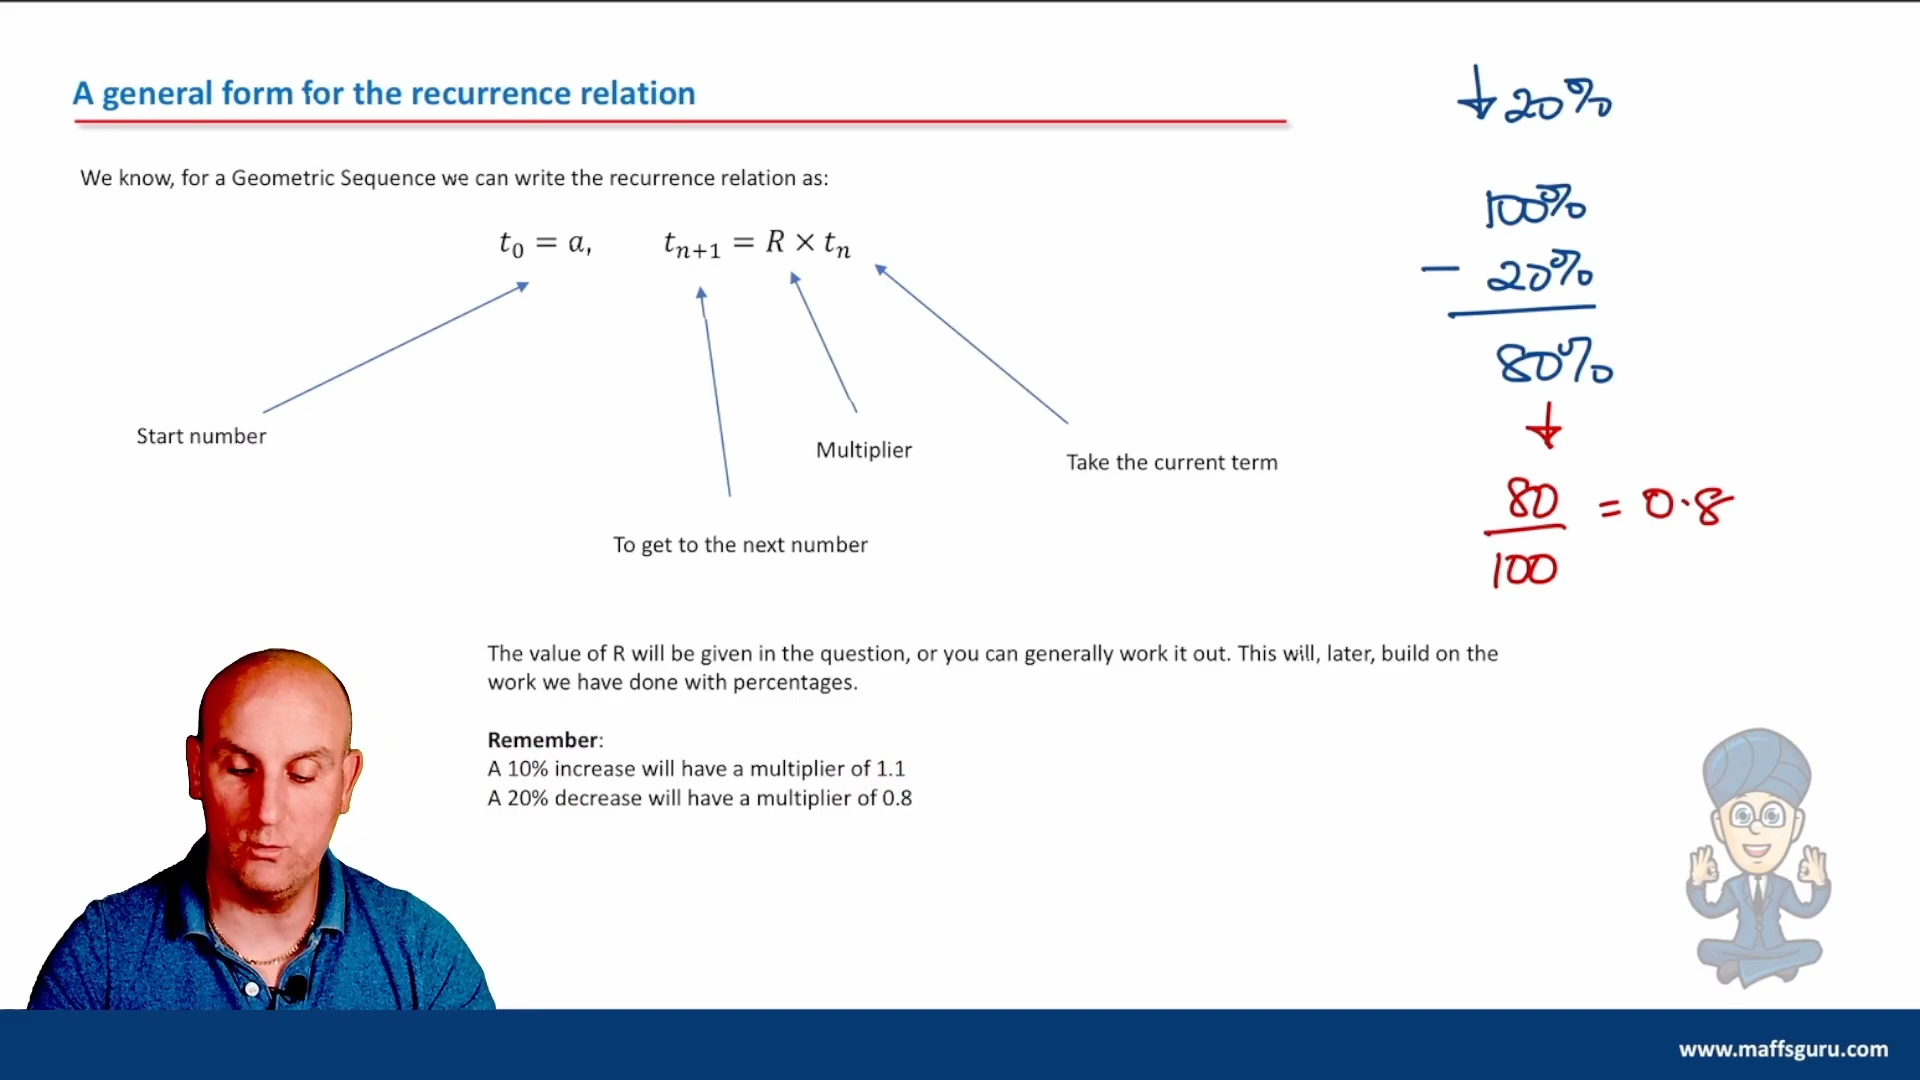 A general form for the recurrence relation
We know, for a Geometric Sequence we can write the recurrence relation as:
t₀ = a, tₙ₊₁ = R × tₙ
Start number
Multiplier
Take the current term
To get to the next number
The value of R will be given in the question, or you can generally work it out. This will, later, build on the
work we have done with percentages.
Remember:
A 10% increase will have a multiplier of 1.1
A 20% decrease will have a multiplier of 0.8
↓ 20%
100%
− 20%
80%
↓
80
100
= 0.8
www.maffsguru.com